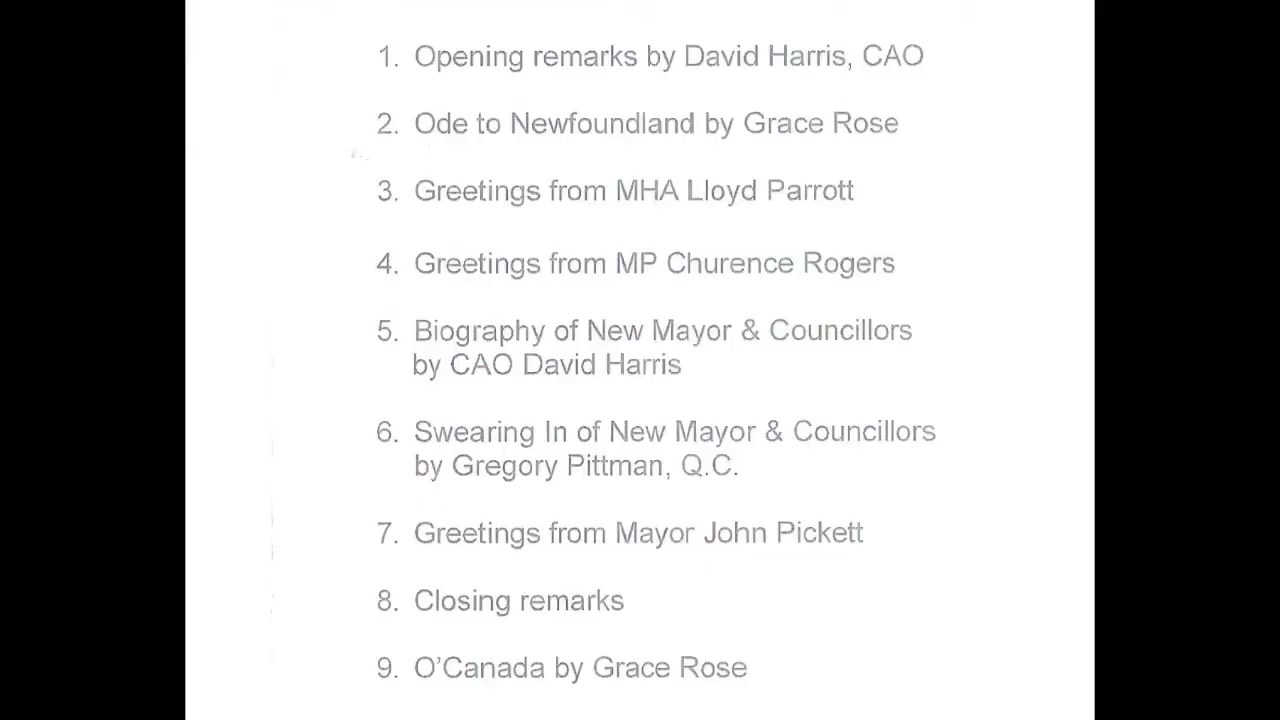 1. Opening remarks by David Harris, CAO
2. Ode to Newfoundland by Grace Rose
3. Greetings from MHA Lloyd Parrott
4. Greetings from MP Churence Rogers
5. Biography of New Mayor & Councillors
by CAO David Harris
6. Swearing In of New Mayor & Councillors
by Gregory Pittman, Q.C.
7. Greetings from Mayor John Pickett
8. Closing remarks
9. O'Canada by Grace Rose